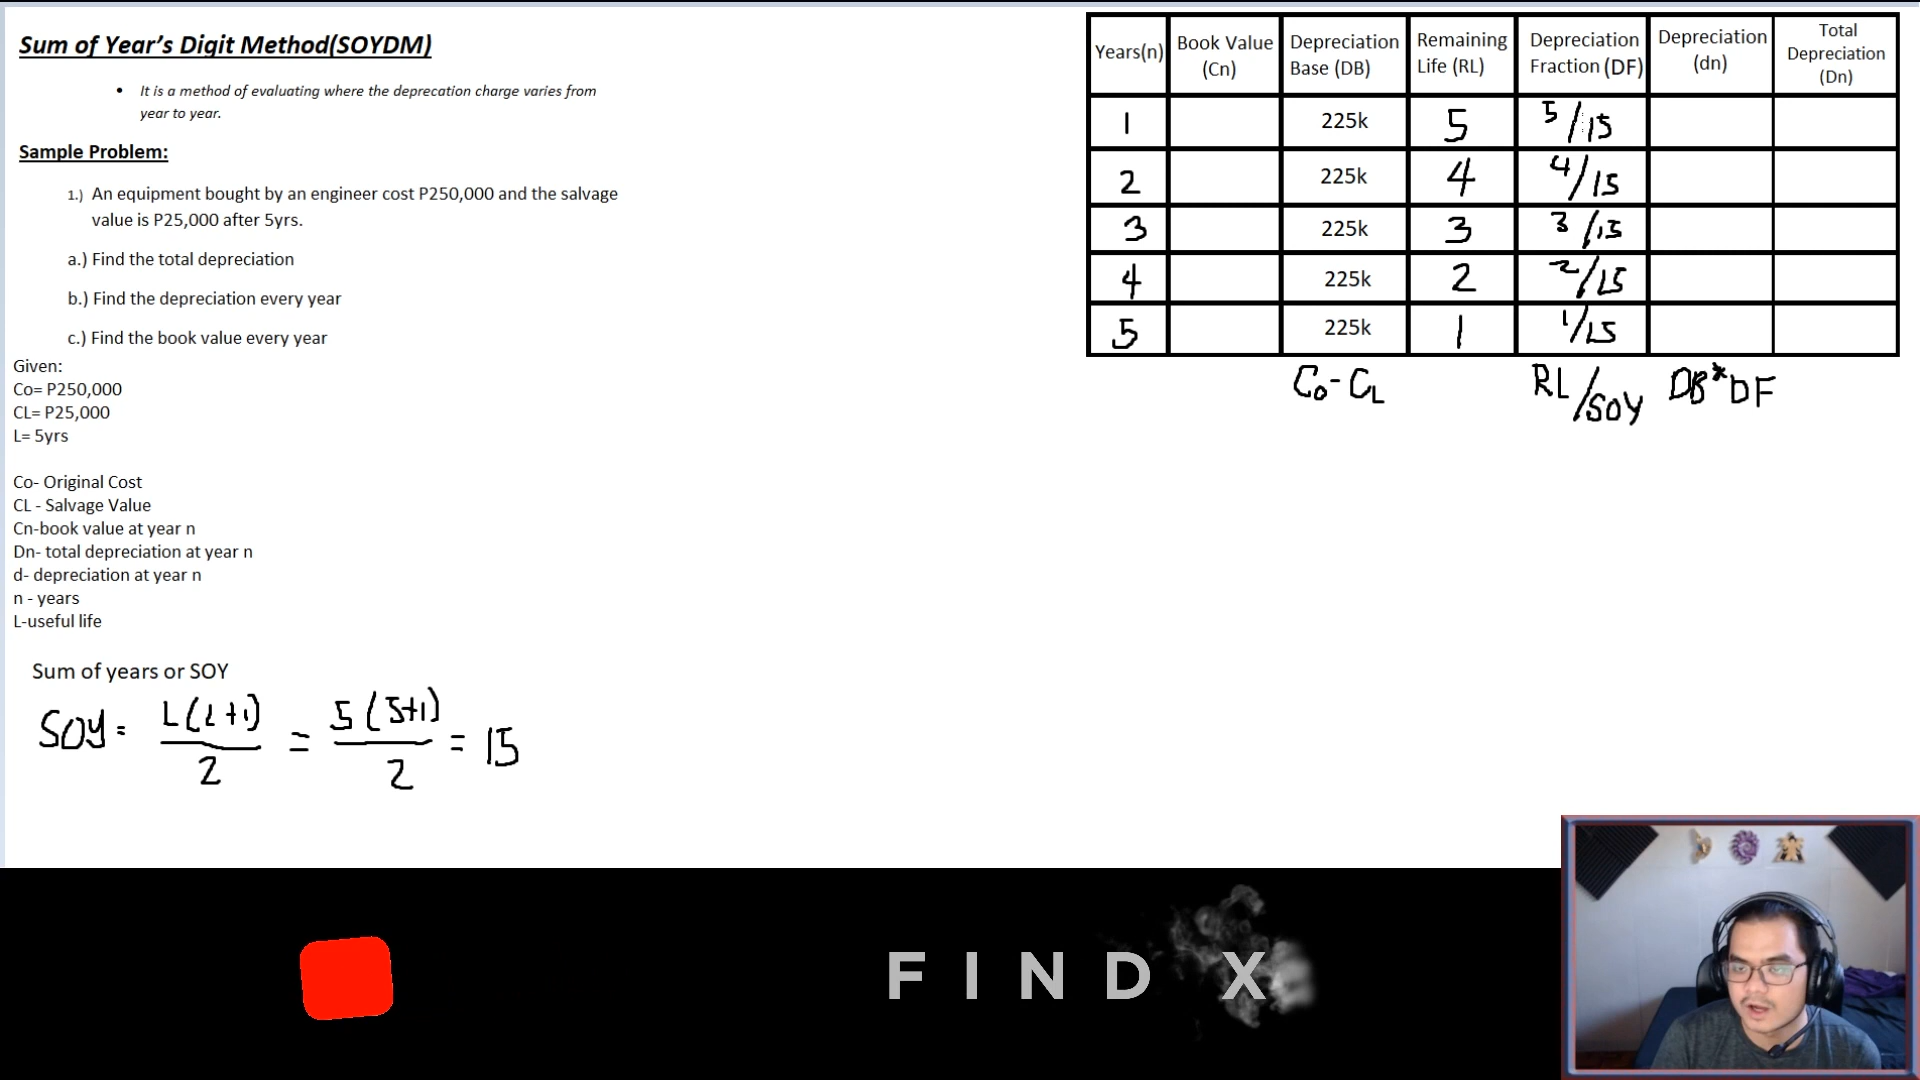 Sum of Year’s Digit Method(SOYDM)
• It is a method of evaluating where the deprecation charge varies from
year to year.
Sample Problem:
1.) An equipment bought by an engineer cost P250,000 and the salvage
value is P25,000 after 5yrs.
a.) Find the total depreciation
b.) Find the depreciation every year
c.) Find the book value every year
Given:
Co= P250,000
CL= P25,000
L= 5yrs
Co- Original Cost
CL - Salvage Value
Cn-book value at year n
Dn- total depreciation at year n
d- depreciation at year n
n - years
L-useful life
Sum of years or SOY
SOY = L(L+1)/2 = 5(5+1)/2 = 15
Years(n) Book Value (Cn) Depreciation Base (DB) Remaining Life (RL) Depreciation Fraction (DF) Depreciation (dn) Total Depreciation (Dn)
1 225k 5 5/15
2 225k 4 4/15
3 225k 3 3/15
4 225k 2 2/15
5 225k 1 1/15
Co-CL RL/SOY DB*DF
FIND X